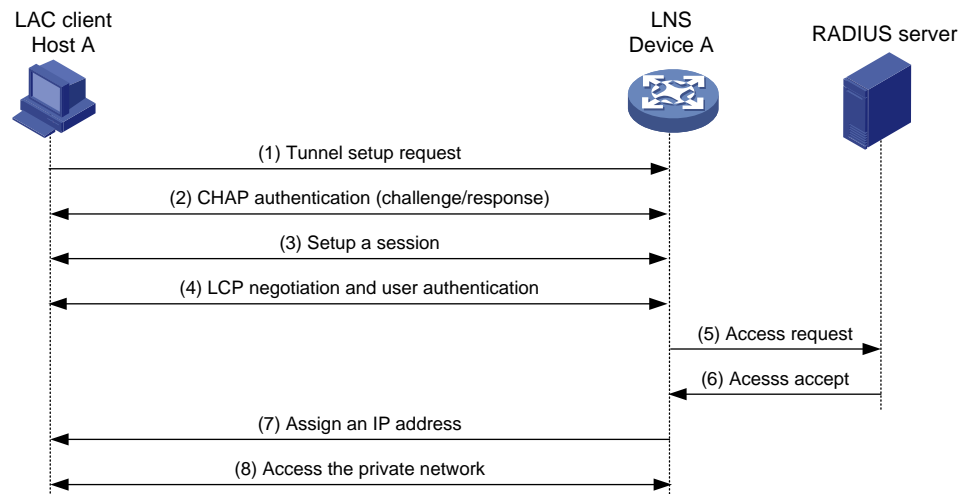 LAC client
Host A
LNS
Device A
RADIUS server
(1) Tunnel setup request
(2) CHAP authentication (challenge/response)
(3) Setup a session
(4) LCP negotiation and user authentication
(5) Access request
(6) Acesss accept
(7) Assign an IP address
(8) Access the private network